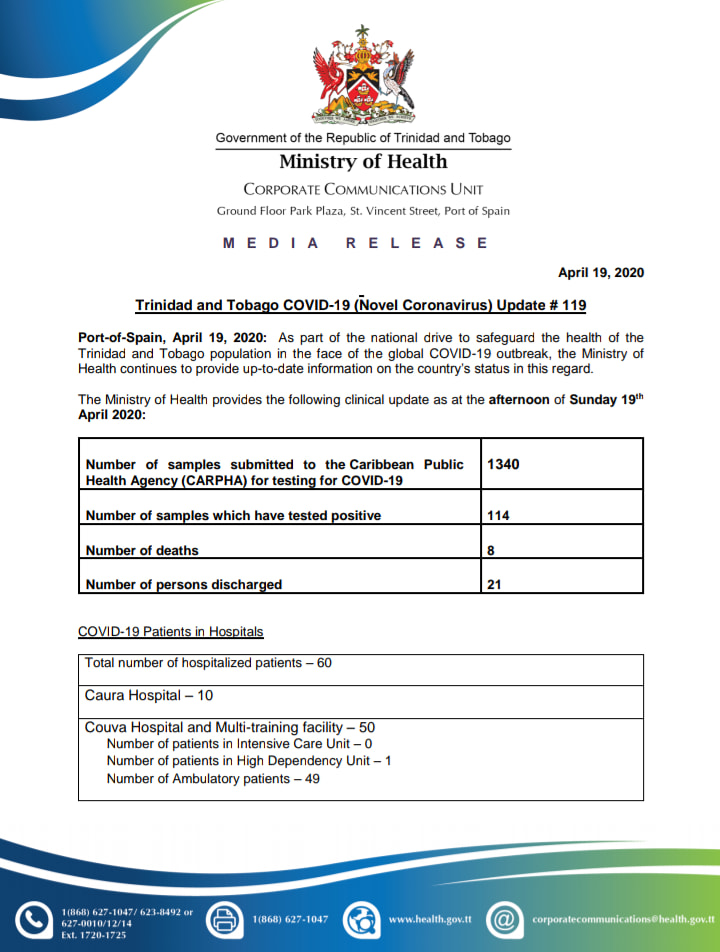 Government of the Republic of Trinidad and Tobago
Ministry of Health
CORPORATE COMMUNICATIONS UNIT
Ground Floor Park Plaza, St. Vincent Street, Port of Spain
MEDIA RELEASE
April 19, 2020
Trinidad and Tobago COVID-19 (Novel Coronavirus) Update # 119
Port-of-Spain, April 19, 2020: As part of the national drive to safeguard the health of the
Trinidad and Tobago population in the face of the global COVID-19 outbreak, the Ministry of
Health continues to provide up-to-date information on the country's status in this regard.
The Ministry of Health provides the following clinical update as at the afternoon of Sunday 19th
April 2020:
Number of samples submitted to the Caribbean Public 1340
Health Agency (CARPHA) for testing for COVID-19
Number of samples which have tested positive 114
Number of deaths 8
Number of persons discharged 21
COVID-19 Patients in Hospitals
Total number of hospitalized patients – 60
Caura Hospital – 10
Couva Hospital and Multi-training facility – 50
Number of patients in Intensive Care Unit – 0
Number of patients in High Dependency Unit – 1
Number of Ambulatory patients – 49
1(868) 627-1047/ 623-8492 or
627-0010/12/14
Ext. 1720-1725
1(868) 627-1047
www.health.gov.tt
corporatecommunications@health.gov.tt